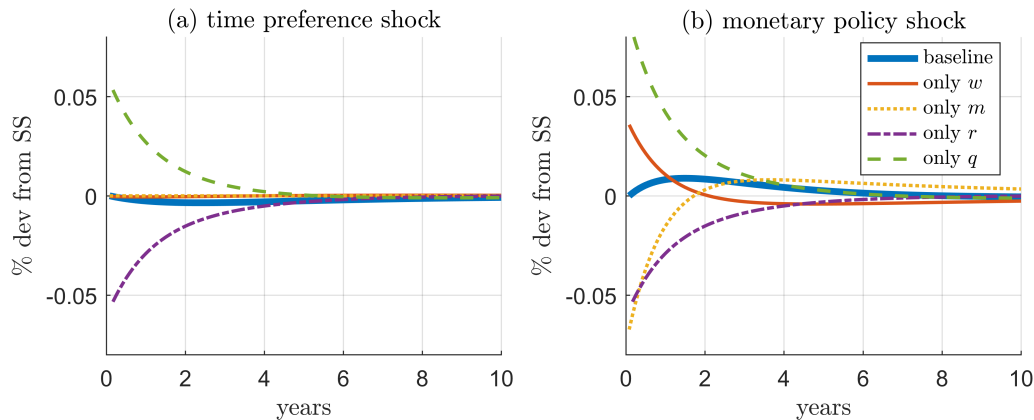 (a) time preference shock
% dev from SS
0.05
0
-0.05
0 2 4 6 8 10
years
(b) monetary policy shock
% dev from SS
0.05
0
-0.05
0 2 4 6 8 10
years
baseline
only w
only m
only r
only q